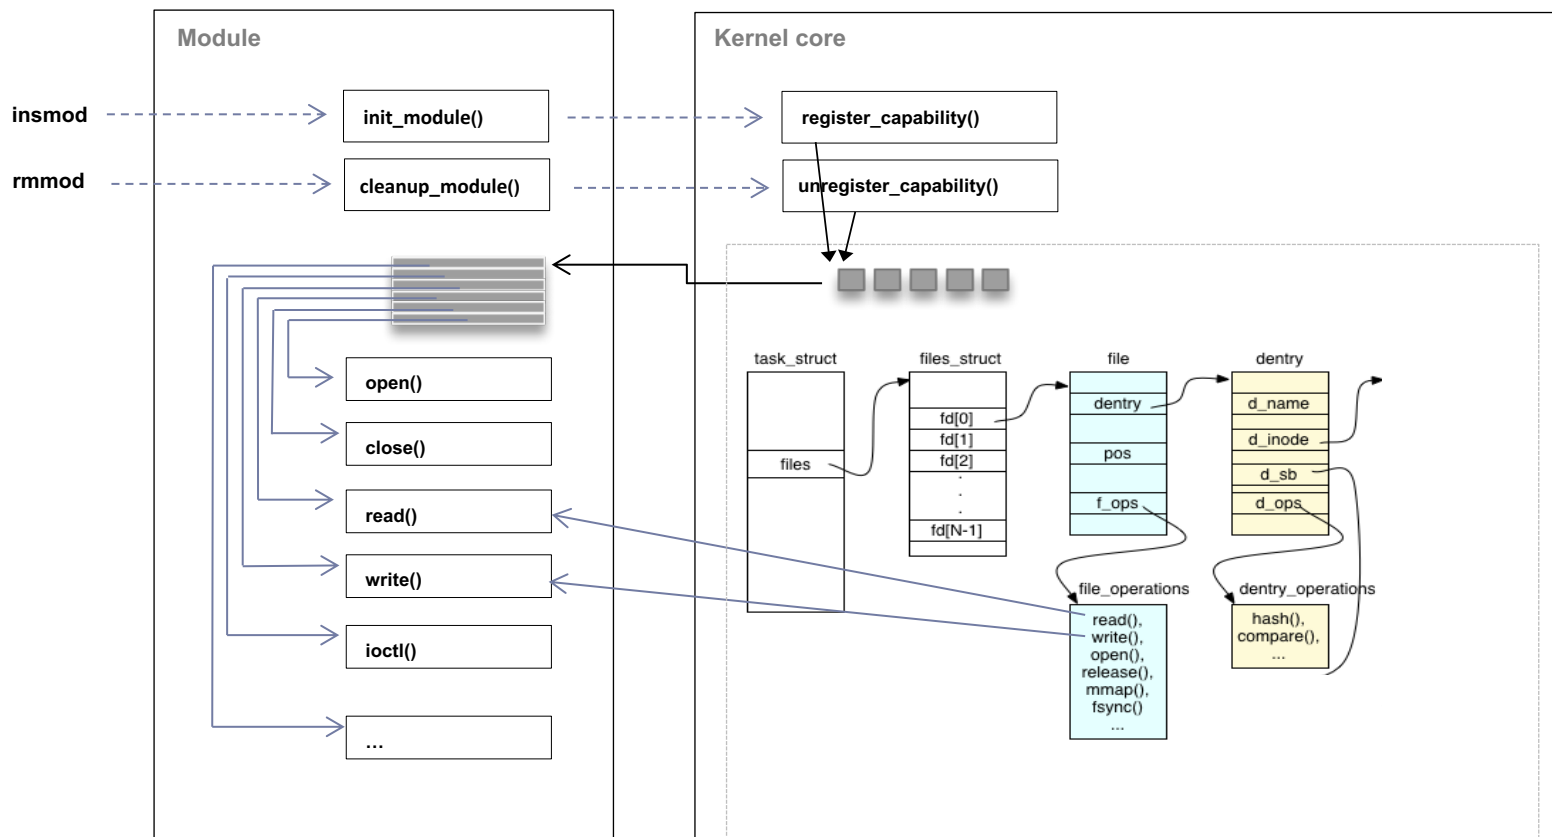 Module
Kernel core
insmod
init_module()
register_capability()
rmmod
cleanup_module()
unregister_capability()
open()
close()
read()
write()
ioctl()
...
task_struct
files
files_struct
fd[0]
fd[1]
fd[2]
.
.
.
fd[N-1]
file
dentry
pos
f_ops
dentry
d_name
d_inode
d_sb
d_ops
file_operations
read(),
write(),
open(),
release(),
mmap(),
fsync()
...
dentry_operations
hash(),
compare(),
...